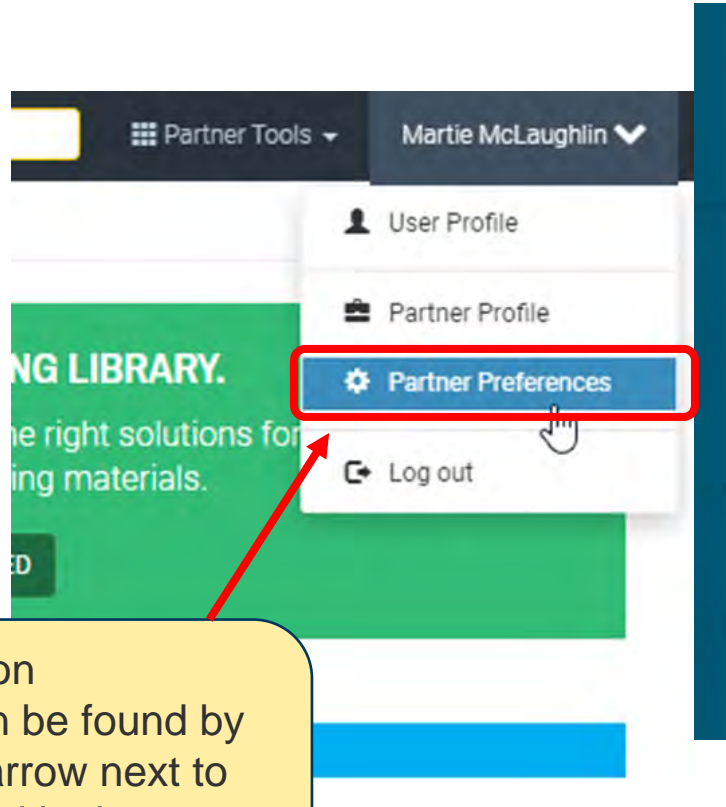 Partner Tools
Martie McLaughlin
User Profile
Partner Profile
Partner Preferences
Log out
NG LIBRARY.
e right solutions for
ing materials.
ED
on
be found by
arrow next to